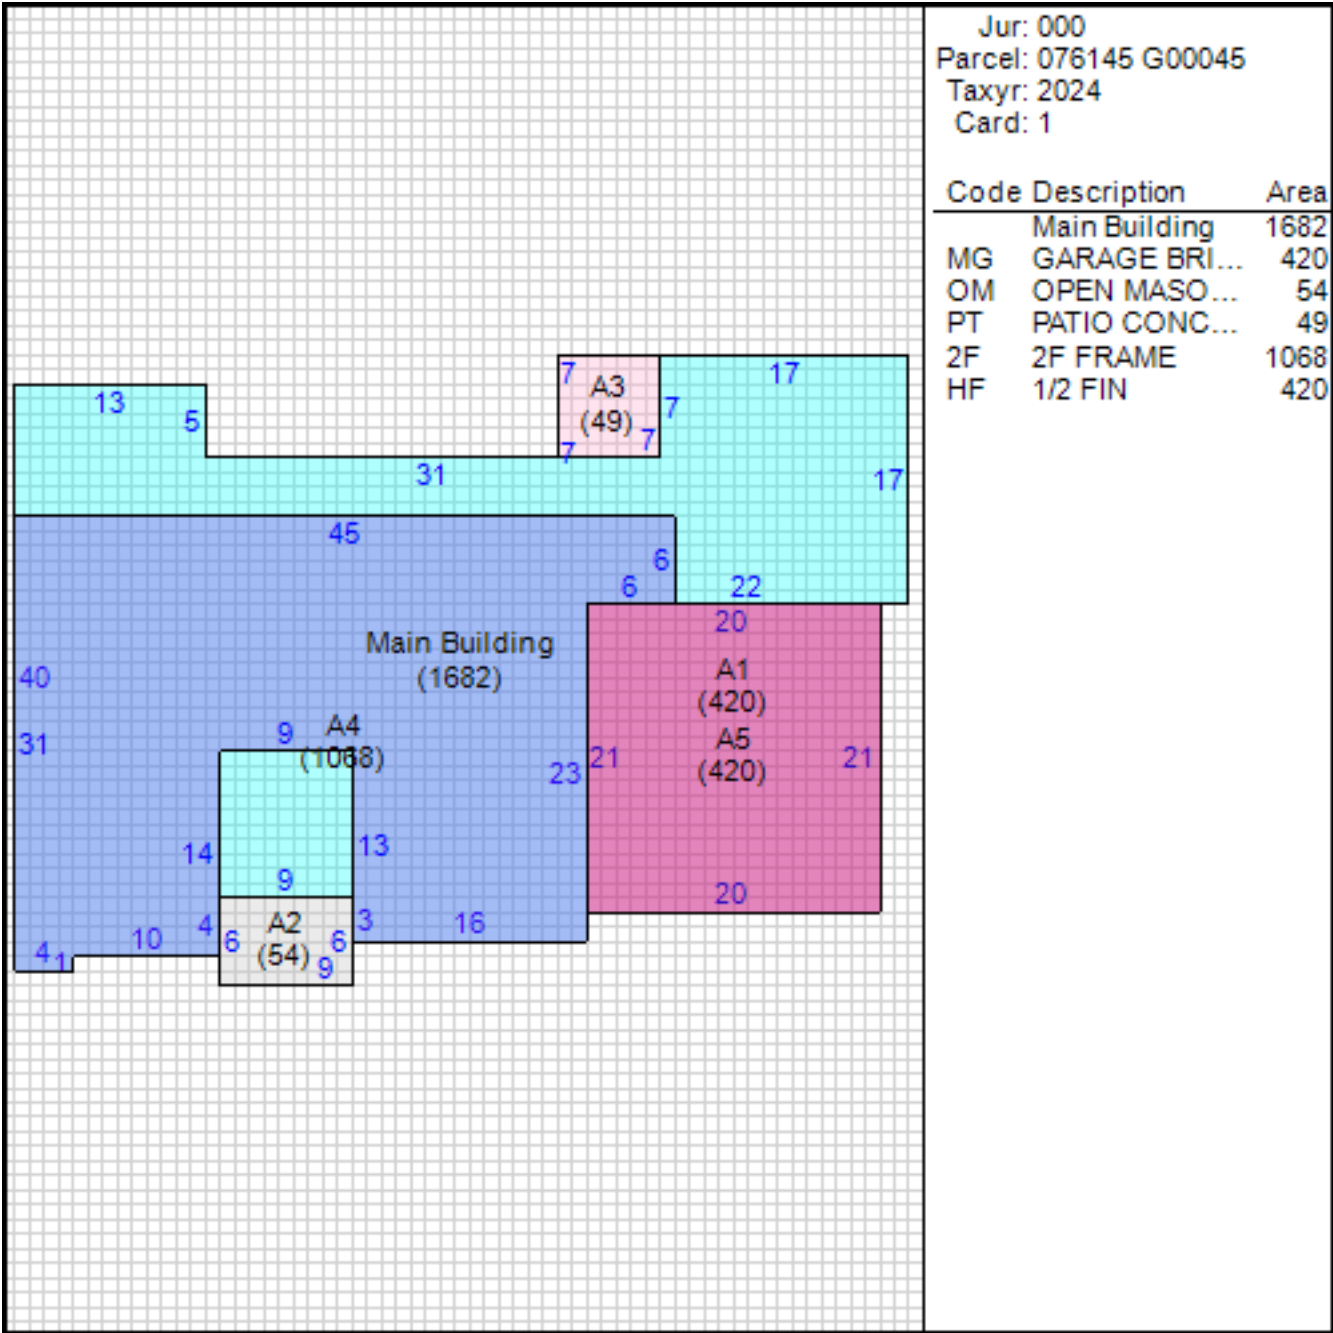 Jur: 000
Parcel: 076145 G00045
Taxyr: 2024
Card: 1
Code Description Area
Main Building 1682
MG GARAGE BRI... 420
OM OPEN MASO... 54
PT PATIO CONC... 49
2F 2F FRAME 1068
HF 1/2 FIN 420
7
A3
(49)
7
7
7
17
13
5
31
17
45
6
6
22
20
Main Building
(1682)
A1
(420)
A5
(420)
40
31
9
A4
(1068)
23
21
21
14
13
9
20
4
A2
(54)
6
6
9
3
16
10
4
1